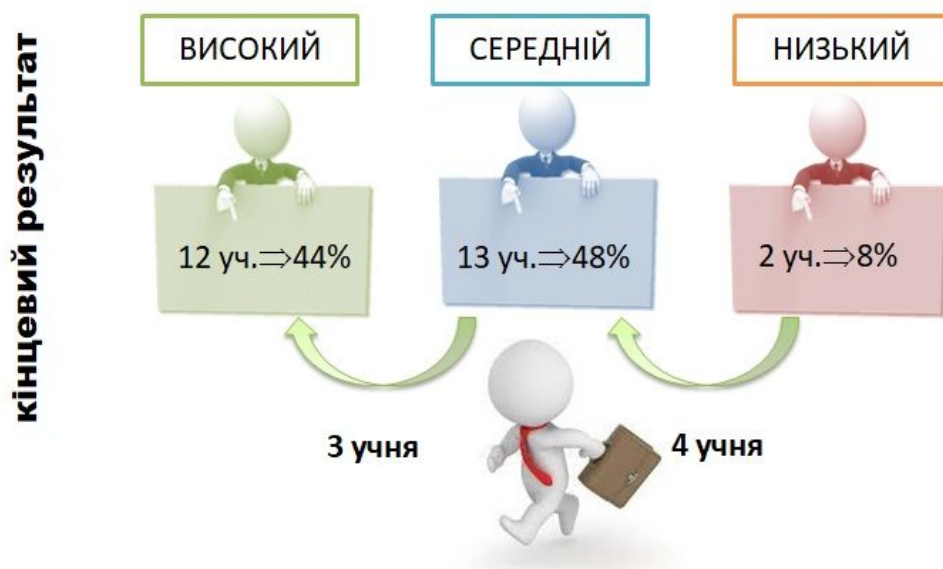 кінцевий результат
ВИСОКИЙ
СЕРЕДНІЙ
НИЗЬКИЙ
12 уч.⇒44%
13 уч.⇒48%
2 уч.⇒8%
3 учня
4 учня